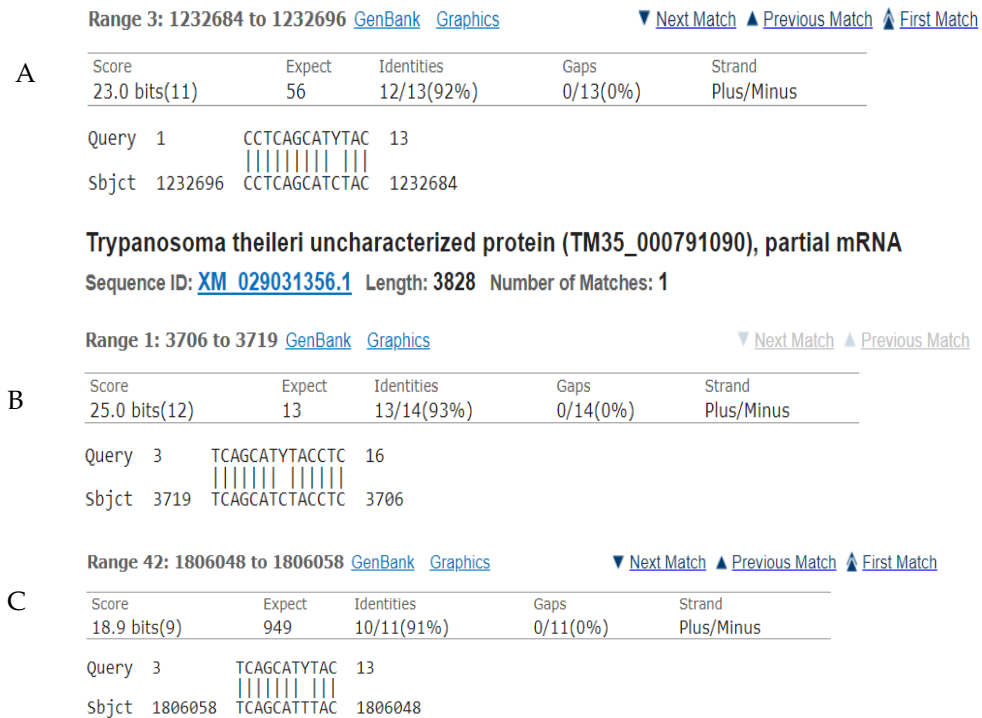 Range 3: 1232684 to 1232696 GenBank Graphics ▼ Next Match ▲ Previous Match First Match
A
Score Expect Identities Gaps Strand
23.0 bits(11) 56 12/13(92%) 0/13(0%) Plus/Minus
Query 1 CCTCAGCATYTAC 13
||||||||| |||
Sbjct 1232696 CCTCAGCATCTAC 1232684
Trypanosoma theileri uncharacterized protein (TM35_000791090), partial mRNA
Sequence ID: XM_029031356.1 Length: 3828 Number of Matches: 1
Range 1: 3706 to 3719 GenBank Graphics ▼ Next Match ▲ Previous Match
B
Score Expect Identities Gaps Strand
25.0 bits(12) 13 13/14(93%) 0/14(0%) Plus/Minus
Query 3 TCAGCATYTACCTC 16
||||||| ||||||
Sbjct 3719 TCAGCATCTACCTC 3706
Range 42: 1806048 to 1806058 GenBank Graphics ▼ Next Match ▲ Previous Match First Match
C
Score Expect Identities Gaps Strand
18.9 bits(9) 949 10/11(91%) 0/11(0%) Plus/Minus
Query 3 TCAGCATYTAC 13
||||||| |||
Sbjct 1806058 TCAGCATTTAC 1806048